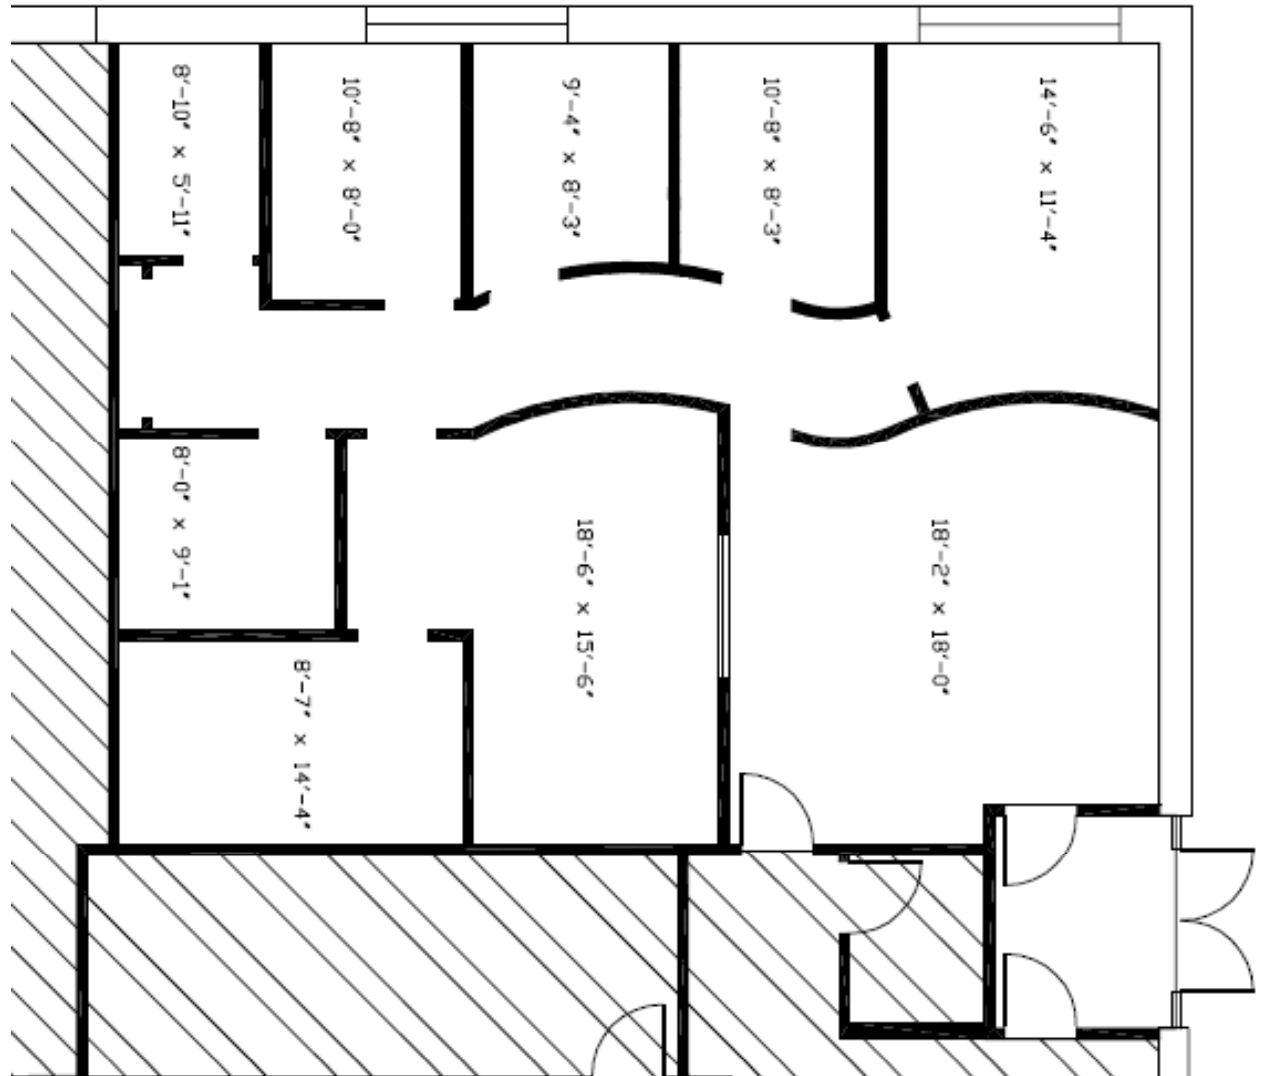 8'-10" x 5'-11"
10'-8" x 8'-0"
9'-4" x 8'-3"
10'-8" x 8'-3"
14'-6" x 11'-4"
8'-0" x 9'-1"
18'-6" x 15'-6"
18'-2" x 18'-0"
8'-7" x 14'-4"